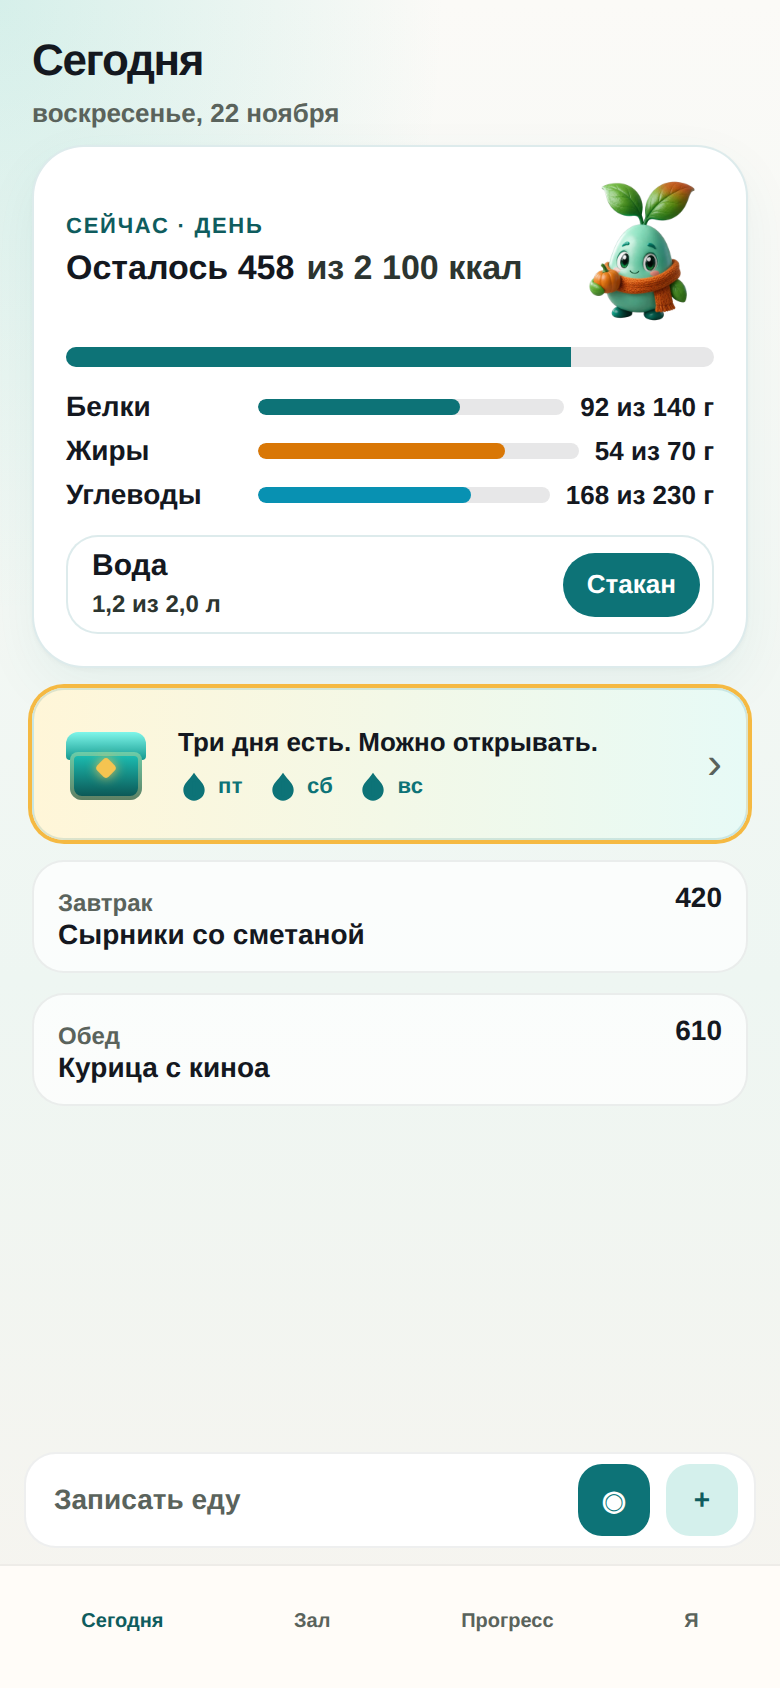 Сегодня
воскресенье, 22 ноября
СЕЙЧАС · ДЕНЬ
Осталось 458 из 2 100 ккал
Белки 92 из 140 г
Жиры 54 из 70 г
Углеводы 168 из 230 г
Вода
1,2 из 2,0 л
Стакан
Три дня есть. Можно открывать.
пт сб вс
Завтрак
420
Сырники со сметаной
Обед
610
Курица с киноа
Записать еду
+
Сегодня Зал Прогресс Я